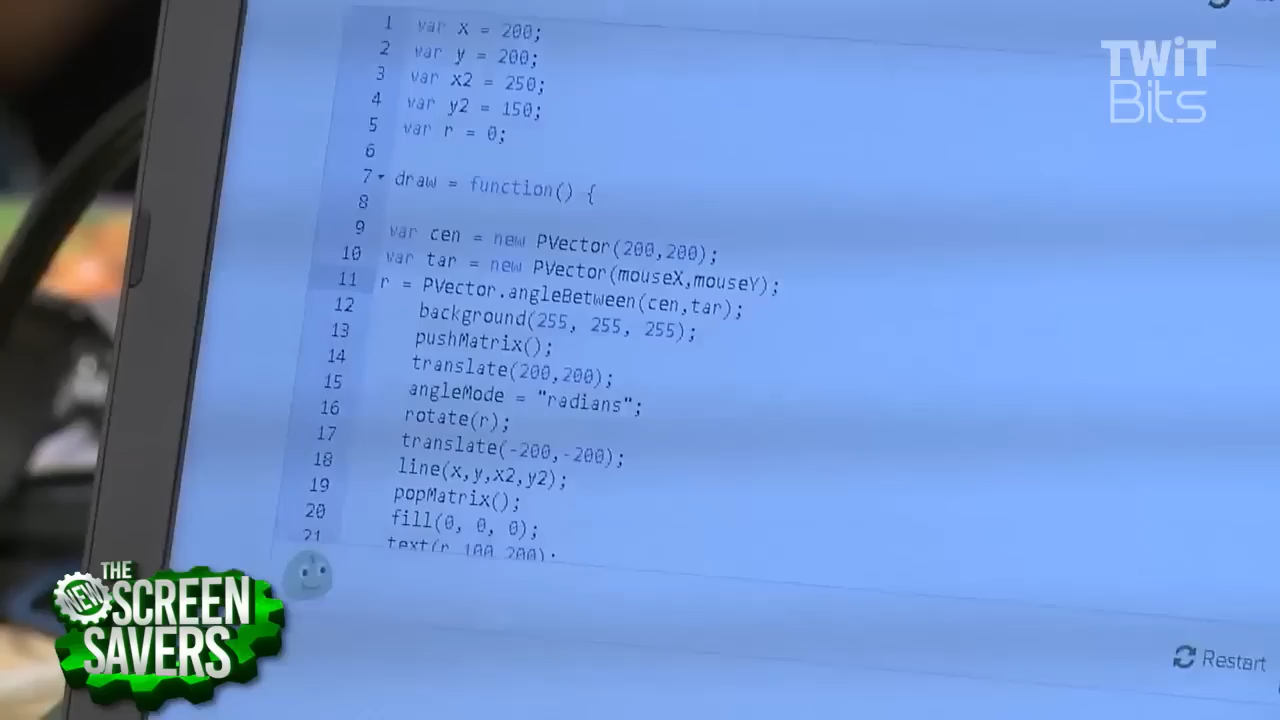 TWiT
Bits
1 var x = 200;
2 var y = 200;
3 var x2 = 250;
4 var y2 = 150;
5 var r = 0;
6
7 draw = function() {
8
9 var cen = new PVector(200,200);
10 var tar = new PVector(mouseX,mouseY);
11 r = PVector.angleBetween(cen,tar);
12 background(255, 255, 255);
13 pushMatrix();
14 translate(200,200);
15 angleMode = "radians";
16 rotate(r);
17 translate(-200,-200);
18 line(x,y,x2,y2);
19 popMatrix();
20 fill(0, 0, 0);
21 text(r,100,200);
Restart
THE
NEW
SCREEN
SAVERS